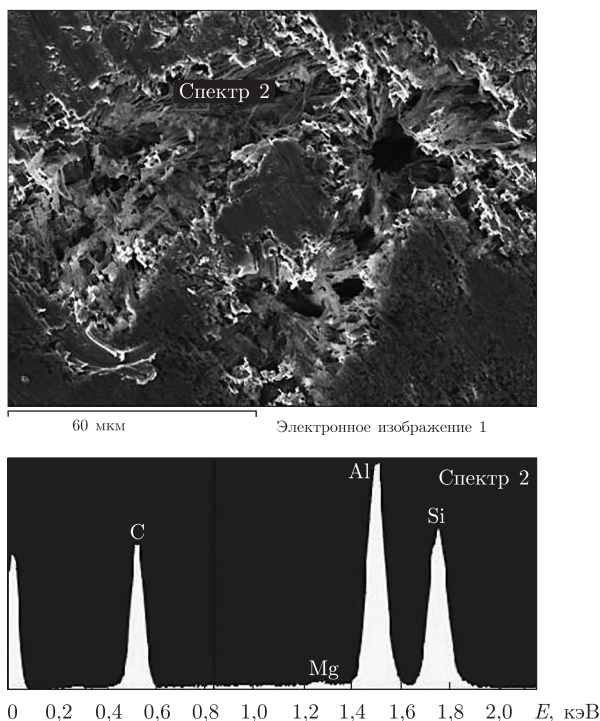 Спектр 2
60 мкм
Электронное изображение 1
Al
Спектр 2
Si
C
Mg
0 0,2 0,4 0,6 0,8 1,0 1,2 1,4 1,6 1,8 2,0 E, кэВ